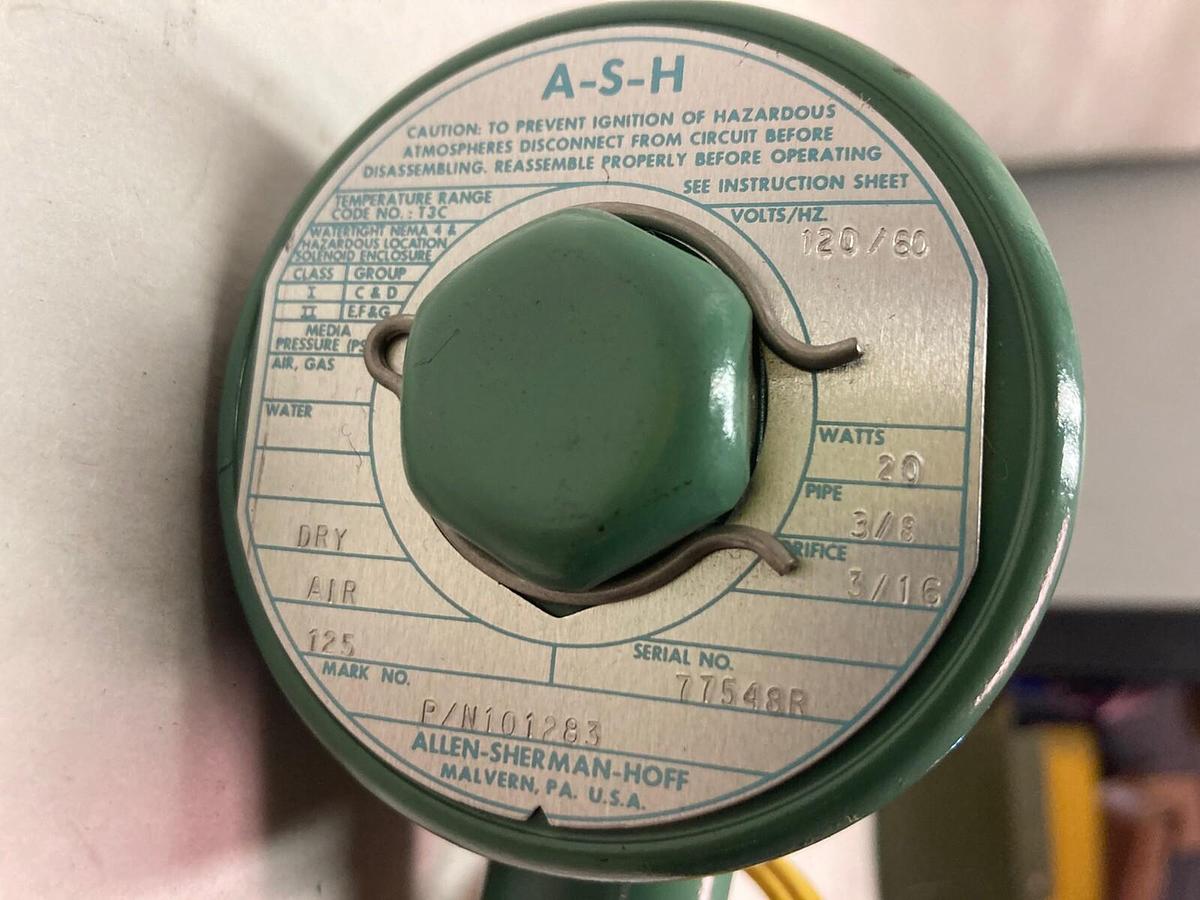 A-S-H
CAUTION: TO PREVENT IGNITION OF HAZARDOUS
ATMOSPHERES DISCONNECT FROM CIRCUIT BEFORE
DISASSEMBLING. REASSEMBLE PROPERLY BEFORE OPERATING
SEE INSTRUCTION SHEET
TEMPERATURE RANGE
CODE NO.: T3C
WATERTIGHT NEMA 4 &
HAZARDOUS LOCATION
SOLENOID ENCLOSURE
CLASS GROUP
I C & D
II E,F & G
MEDIA
PRESSURE (PS
AIR, GAS
WATER
DRY
AIR
125
VOLTS/HZ.
120/60
WATTS
20
PIPE
3/8
RIFICE
3/16
SERIAL NO.
77548R
MARK NO.
P/N101283
ALLEN-SHERMAN-HOFF
MALVERN, PA. U.S.A.